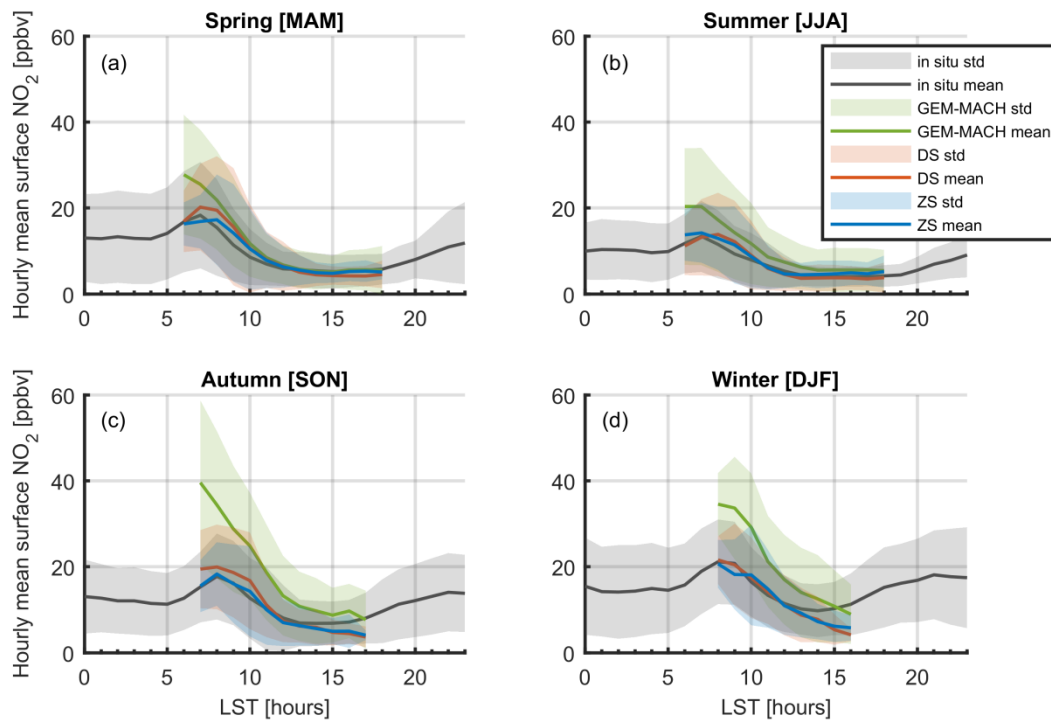 Spring [MAM]
Summer [JJA]
Hourly mean surface NO2 [ppbv]
60
40
20
0
(a)
0
5
10
15
20
60
40
20
0
(b)
in situ std
in situ mean
GEM-MACH std
GEM-MACH mean
DS std
DS mean
ZS std
ZS mean
0
5
10
15
20
Autumn [SON]
Winter [DJF]
Hourly mean surface NO2 [ppbv]
60
40
20
0
(c)
0
5
10
15
20
LST [hours]
60
40
20
0
(d)
0
5
10
15
20
LST [hours]